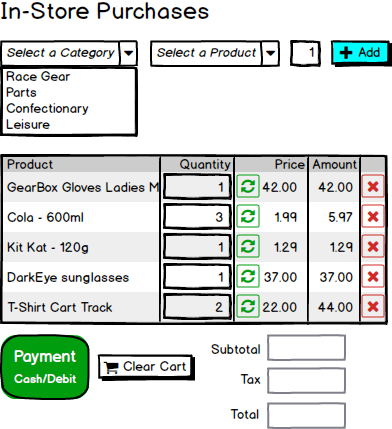 In-Store Purchases
Select a Category Select a Product 1 Add
Race Gear
Parts
Confectionary
Leisure
Product Quantity Price Amount
GearBox Gloves Ladies M 1 42.00 42.00
Cola - 600ml 3 1.99 5.97
Kit Kat - 120g 1 1.29 1.29
DarkEye sunglasses 1 37.00 37.00
T-Shirt Cart Track 2 22.00 44.00
Payment
Cash/Debit
Clear Cart
Subtotal
Tax
Total